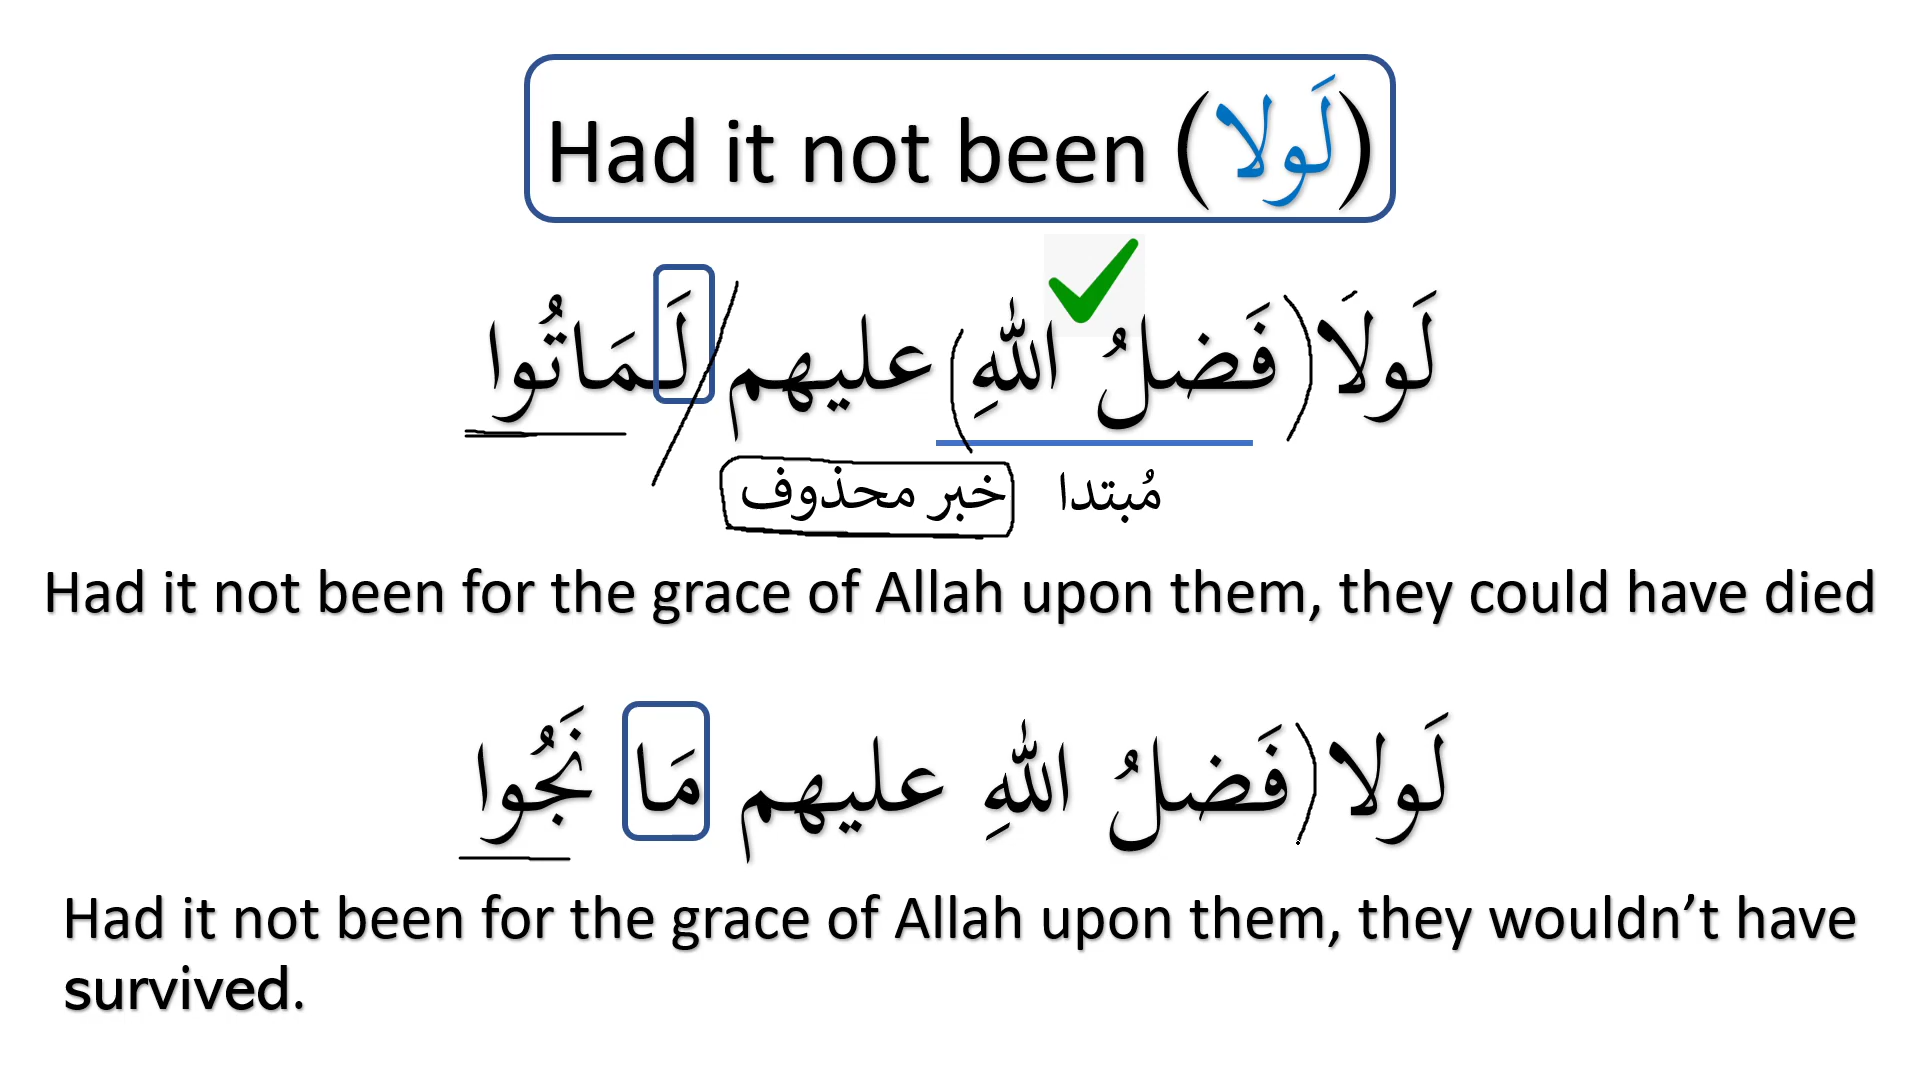 Had it not been (لَولا)
لَولَا (فَضلُ اللهِ) عليهم / لَمَاتُوا
مُبتدا خبر محذوف
Had it not been for the grace of Allah upon them, they could have died
لَولا (فَضلُ اللهِ عليهم مَا نَجُوا
Had it not been for the grace of Allah upon them, they wouldn’t have
survived.